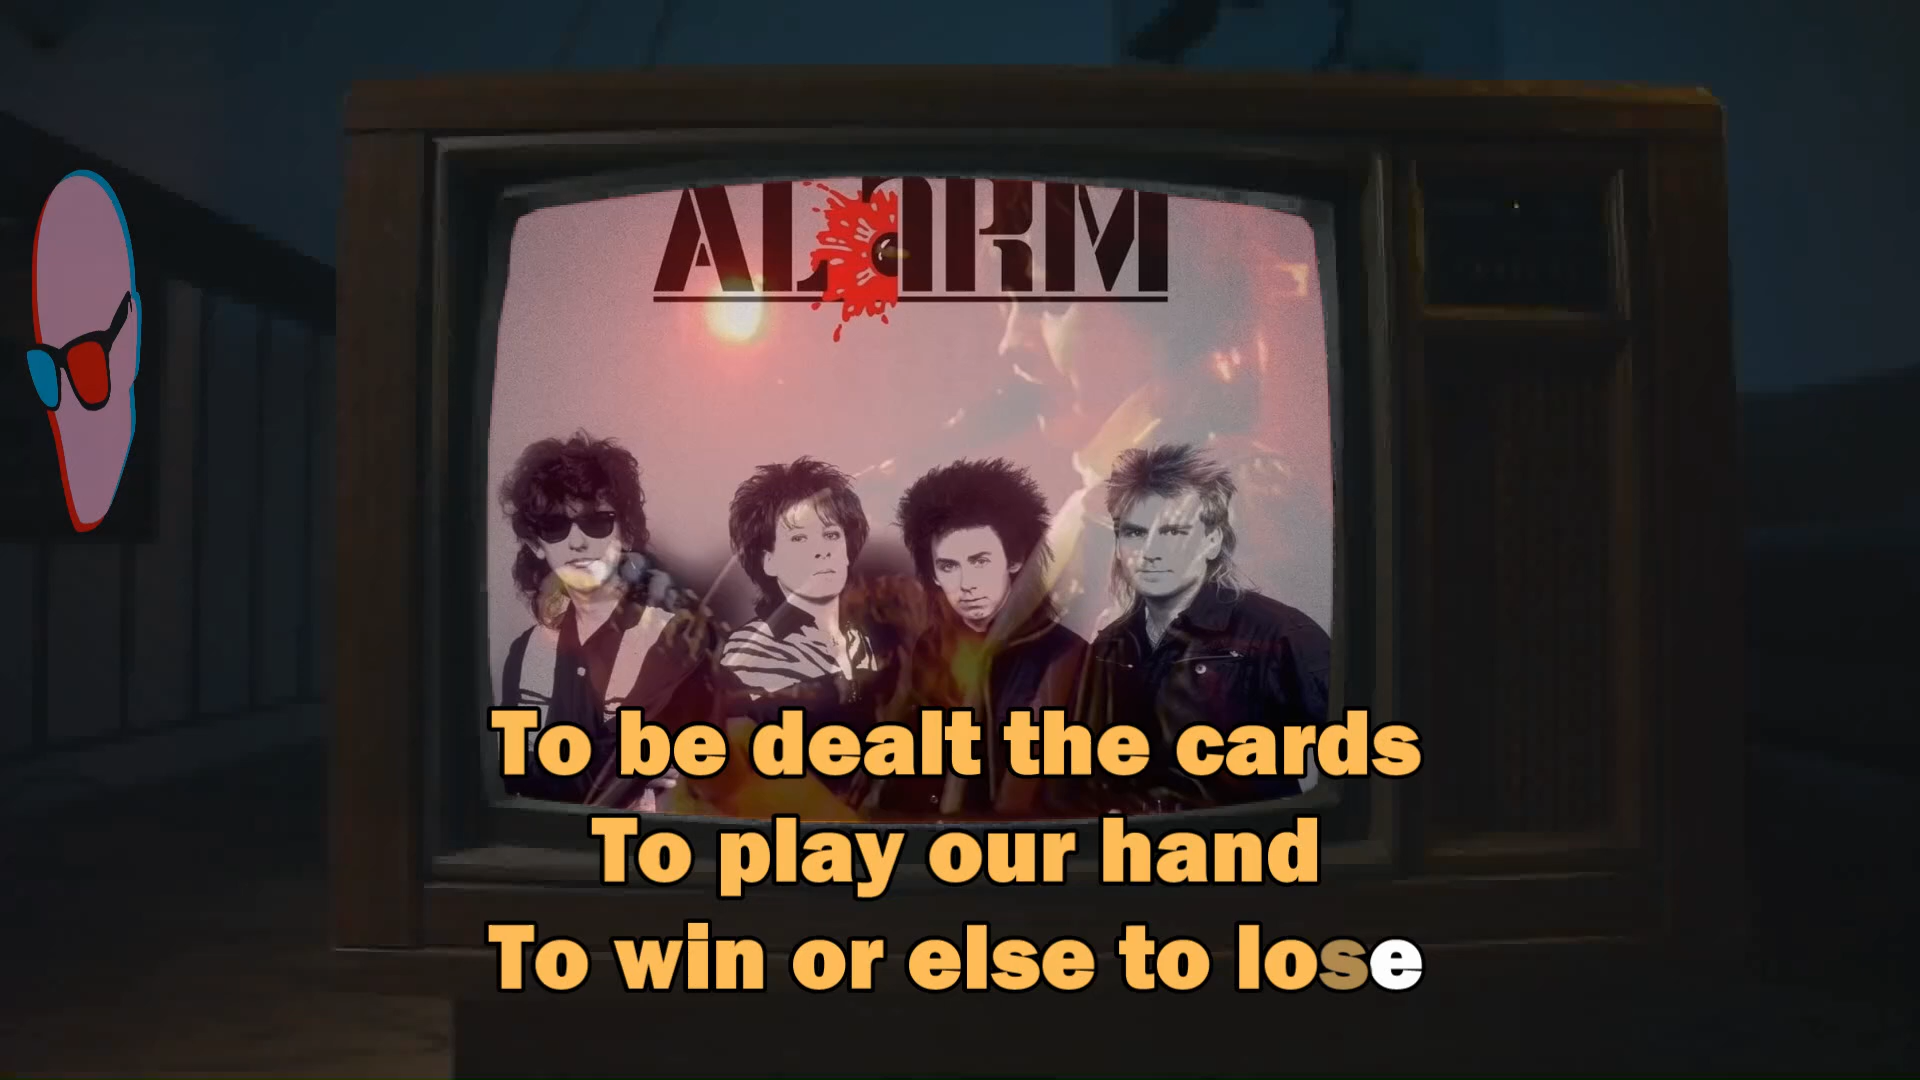 ALARM
To be dealt the cards
To play our hand
To win or else to lose